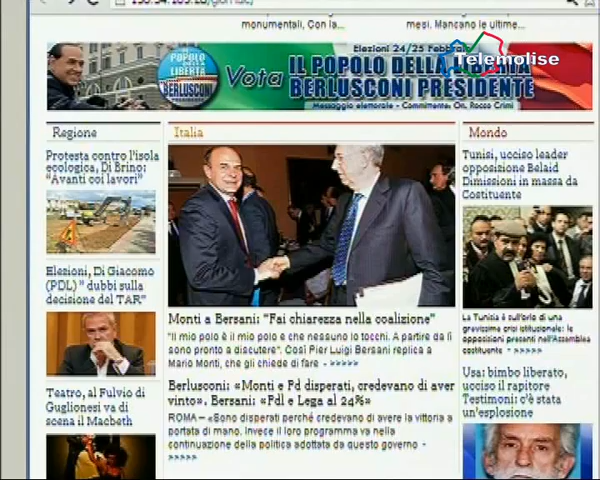 monumentali, Con la...
mesi. Mancano le ultime...
Elezioni 24/25 Febbraio
Telemolise
IL POPOLO
DELLA
LIBERTÀ
BERLUSCONI
PRESIDENTE
Vota
IL POPOLO DELLA LIBERTA
BERLUSCONI PRESIDENTE
Messaggio elettorale - Committente: On. Rocco Crimi
Regione
Protesta contro l'isola
ecologica, Di Brino:
"Avanti coi lavori"
Elezioni, Di Giacomo
(PDL) " dubbi sulla
decisione del TAR"
Teatro, al Fulvio di
Guglionesi va di
scena il Macbeth
Italia
Monti a Bersani: "Fai chiarezza nella coalizione"
"Il mio polo è il mio polo e che nessuno lo tocchi. A partire da lì
sono pronto a discutere". Così Pier Luigi Bersani replica a
Mario Monti, che gli chiede di fare - >>>>>
Berlusconi: «Monti e Pd disperati, credevano di aver
vinto». Bersani: «Pdl e Lega al 24%»
ROMA – «Sono disperati perché credevano di avere la vittoria a
portata di mano. Invece il loro programma va nella
continuazione della politica adottata da questo governo -
>>>>>
Mondo
Tunisi, ucciso leader
opposizione Belaid
Dimissioni in massa da
Costituente
La Tunisia è sull'orlo di una
gravissima crisi istituzionale: le
opposizioni presenti nell'Assemblea
costituente - >>>>>
Usa: bimbo liberato,
ucciso il rapitore
Testimoni: c'è stata
un'esplosione